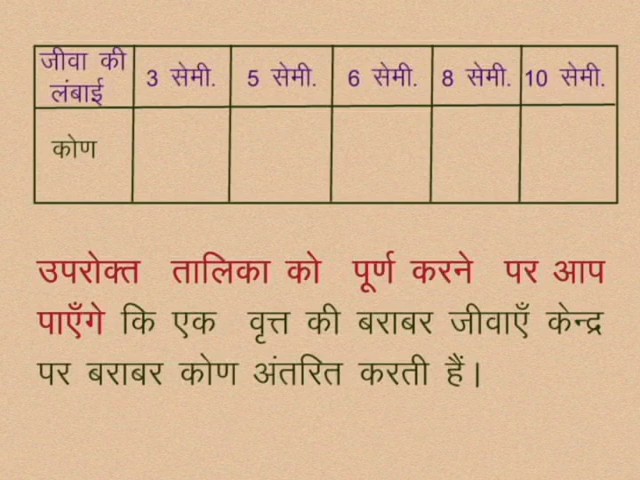 जीवा की लंबाई 3 सेमी. 5 सेमी. 6 सेमी. 8 सेमी. 10 सेमी.
कोण
उपरोक्त तालिका को पूर्ण करने पर आप
पाएँगे कि एक वृत्त की बराबर जीवाएँ केन्द्र
पर बराबर कोण अंतरित करती हैं।